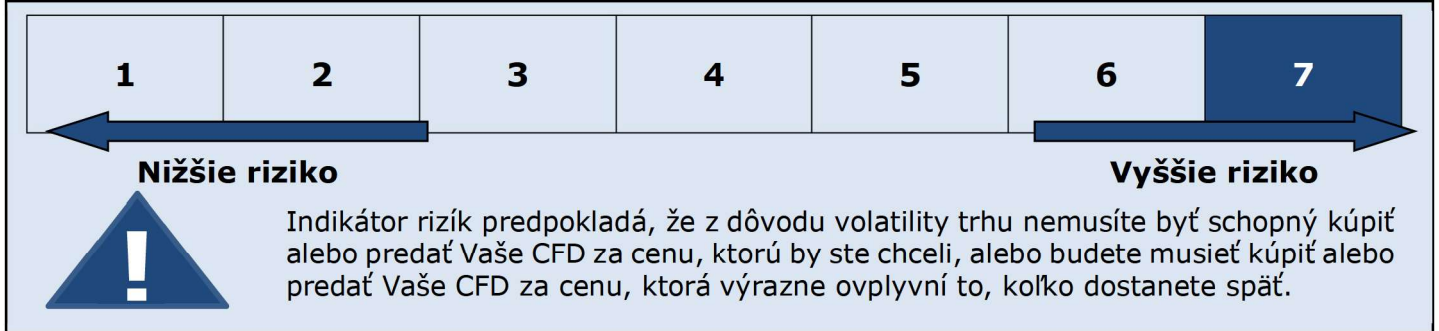 1 2 3 4 5 6 7
Nižšie riziko Vyššie riziko
!
Indikátor rizík predpokladá, že z dôvodu volatility trhu nemusíte byť schopný kúpiť
alebo predať Vaše CFD za cenu, ktorú by ste chceli, alebo budete musieť kúpiť alebo
predať Vaše CFD za cenu, ktorá výrazne ovplyvní to, koľko dostanete späť.